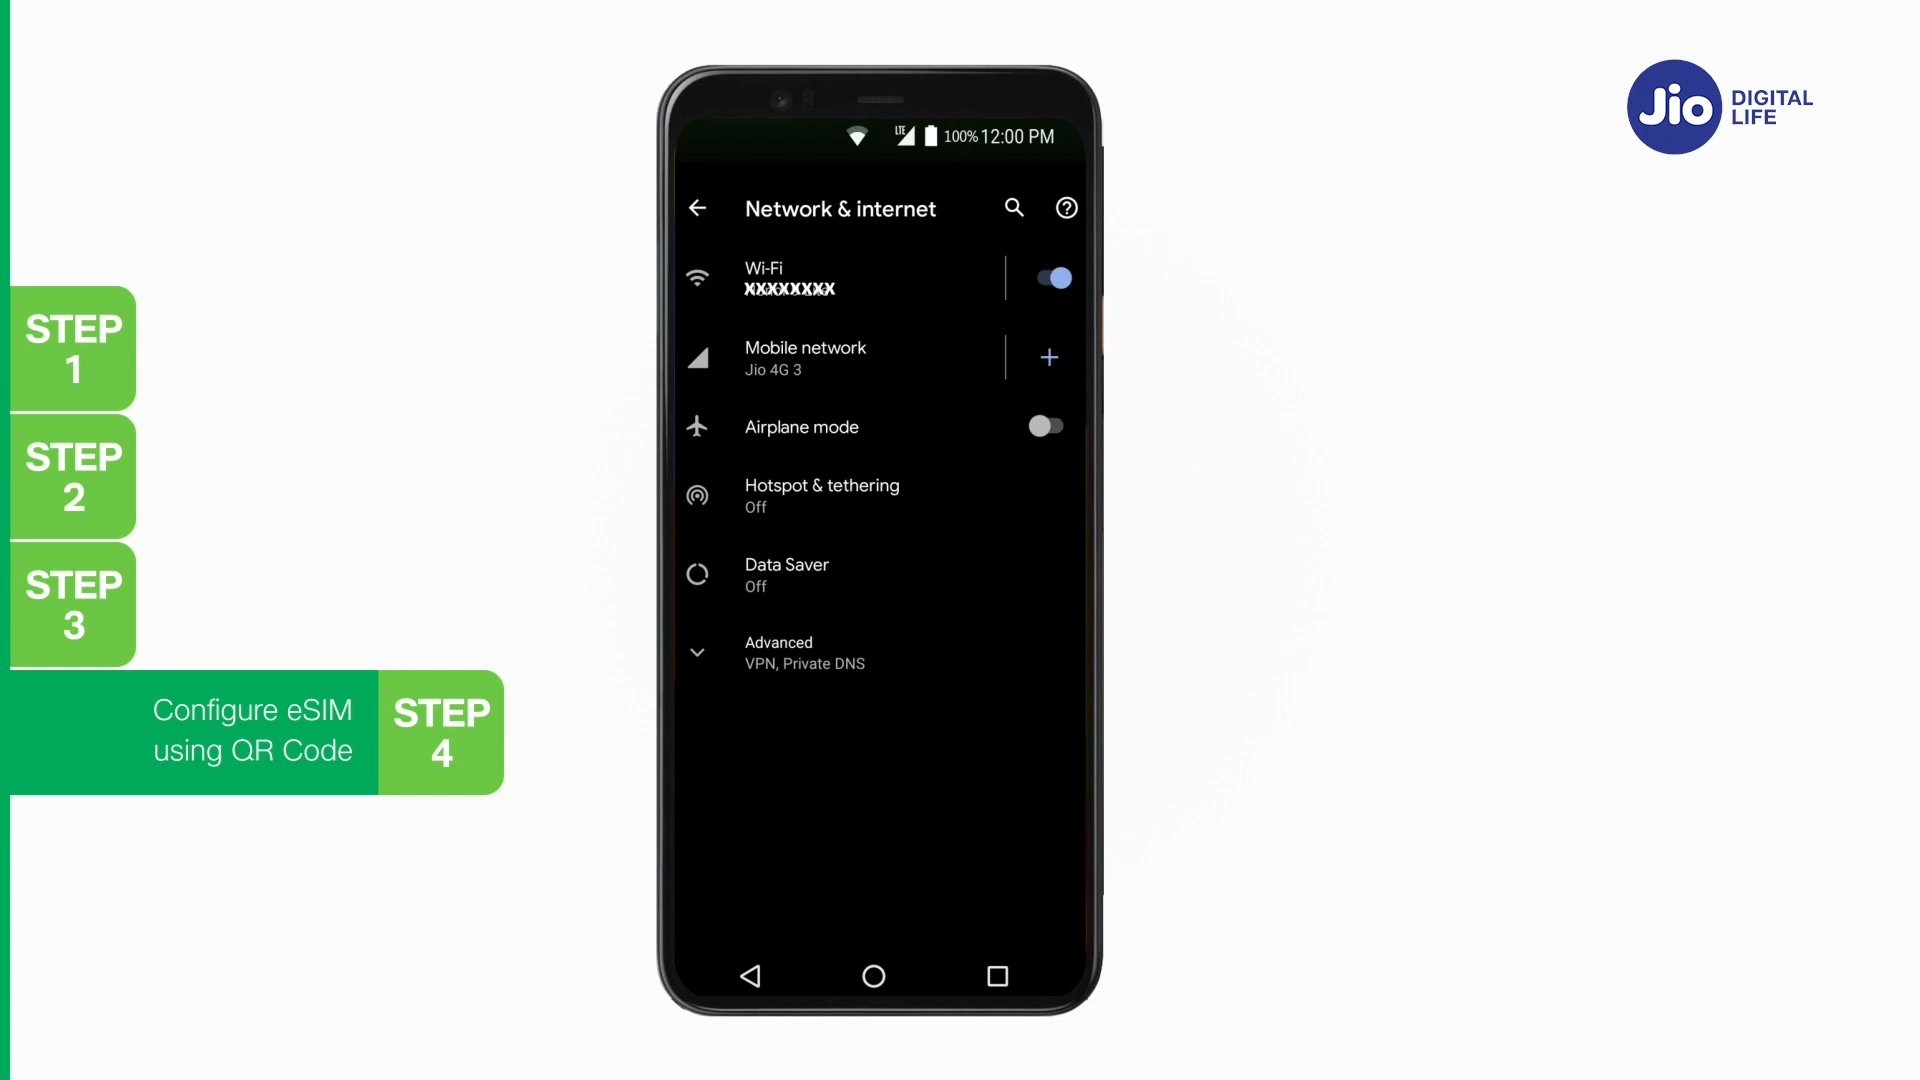 Jio DIGITAL
LIFE
LTE 100% 12:00 PM
Network & internet
Wi-Fi
XXXXXXXX
Mobile network
Jio 4G 3
Airplane mode
Hotspot & tethering
Off
Data Saver
Off
Advanced
VPN, Private DNS
STEP
1
STEP
2
STEP
3
Configure eSIM
using QR Code
STEP
4